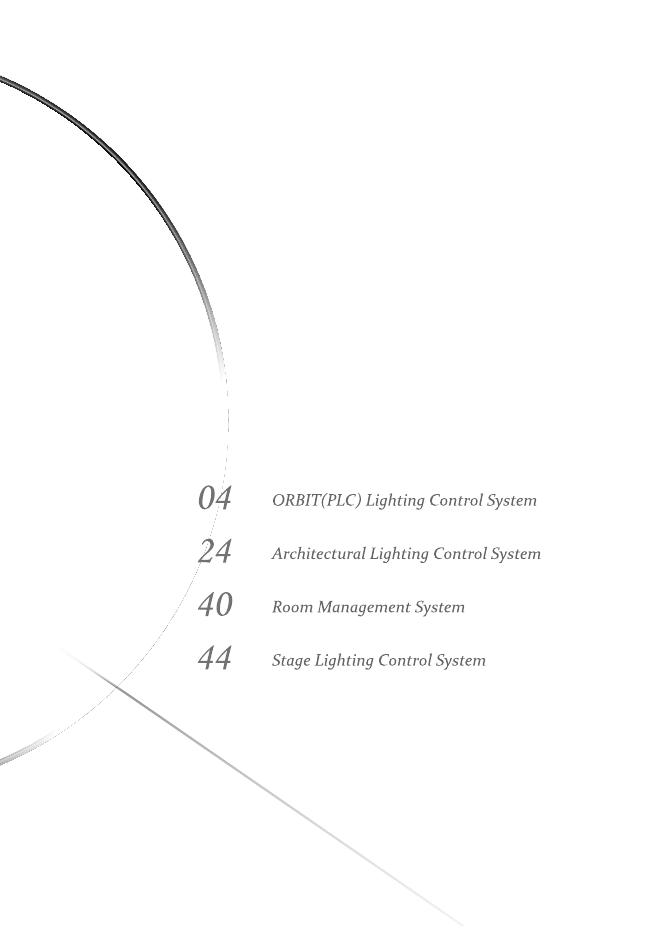 04 ORBIT(PLC) Lighting Control System
24 Architectural Lighting Control System
40 Room Management System
44 Stage Lighting Control System